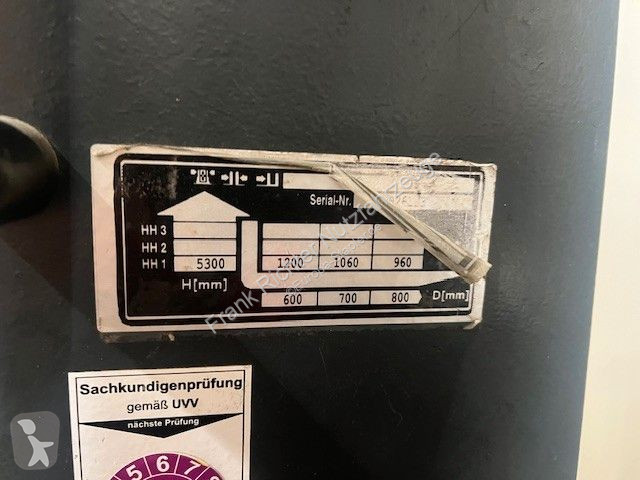 Serial-Nr.
HH 3
HH 2
HH 1 5300 1200 1060 960
H[mm] 600 700 800 D[mm]
Sachkundigenprüfung
gemäß UVV
nächste Prüfung
5 6 7 8